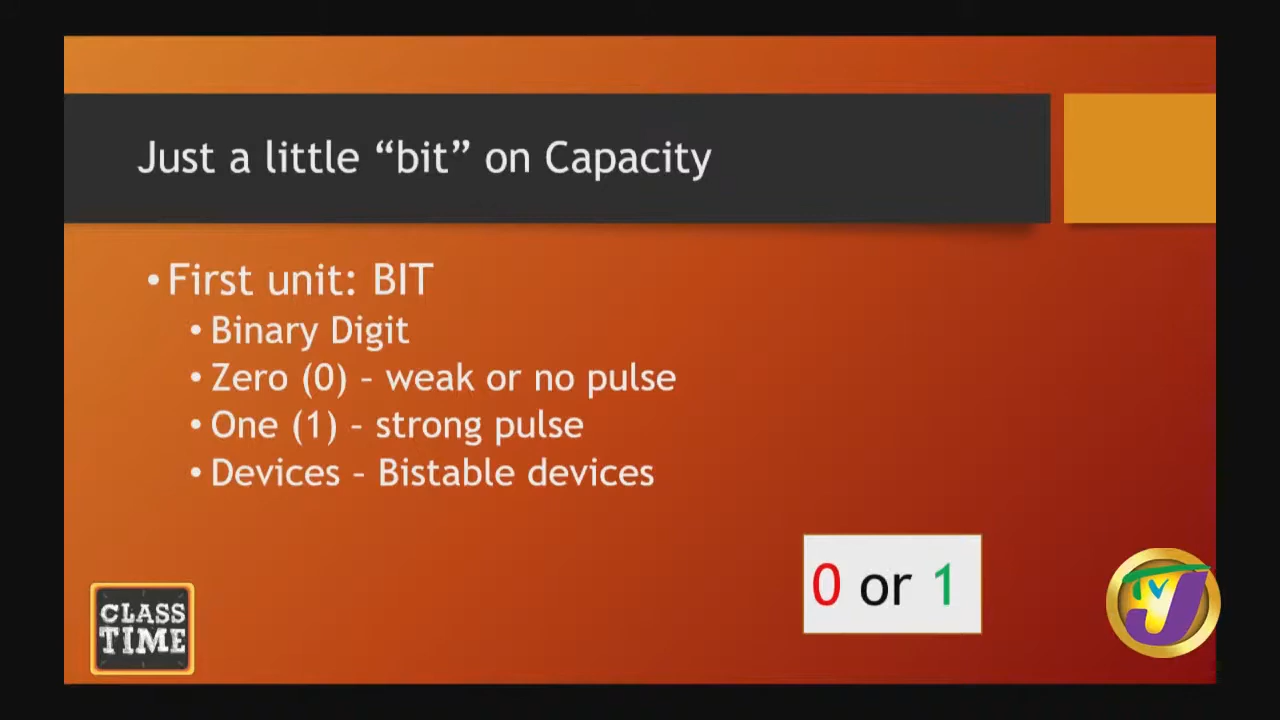 Just a little “bit” on Capacity
• First unit: BIT
• Binary Digit
• Zero (0) – weak or no pulse
• One (1) – strong pulse
• Devices – Bistable devices
0 or 1
CLASS
TIME
TVJ